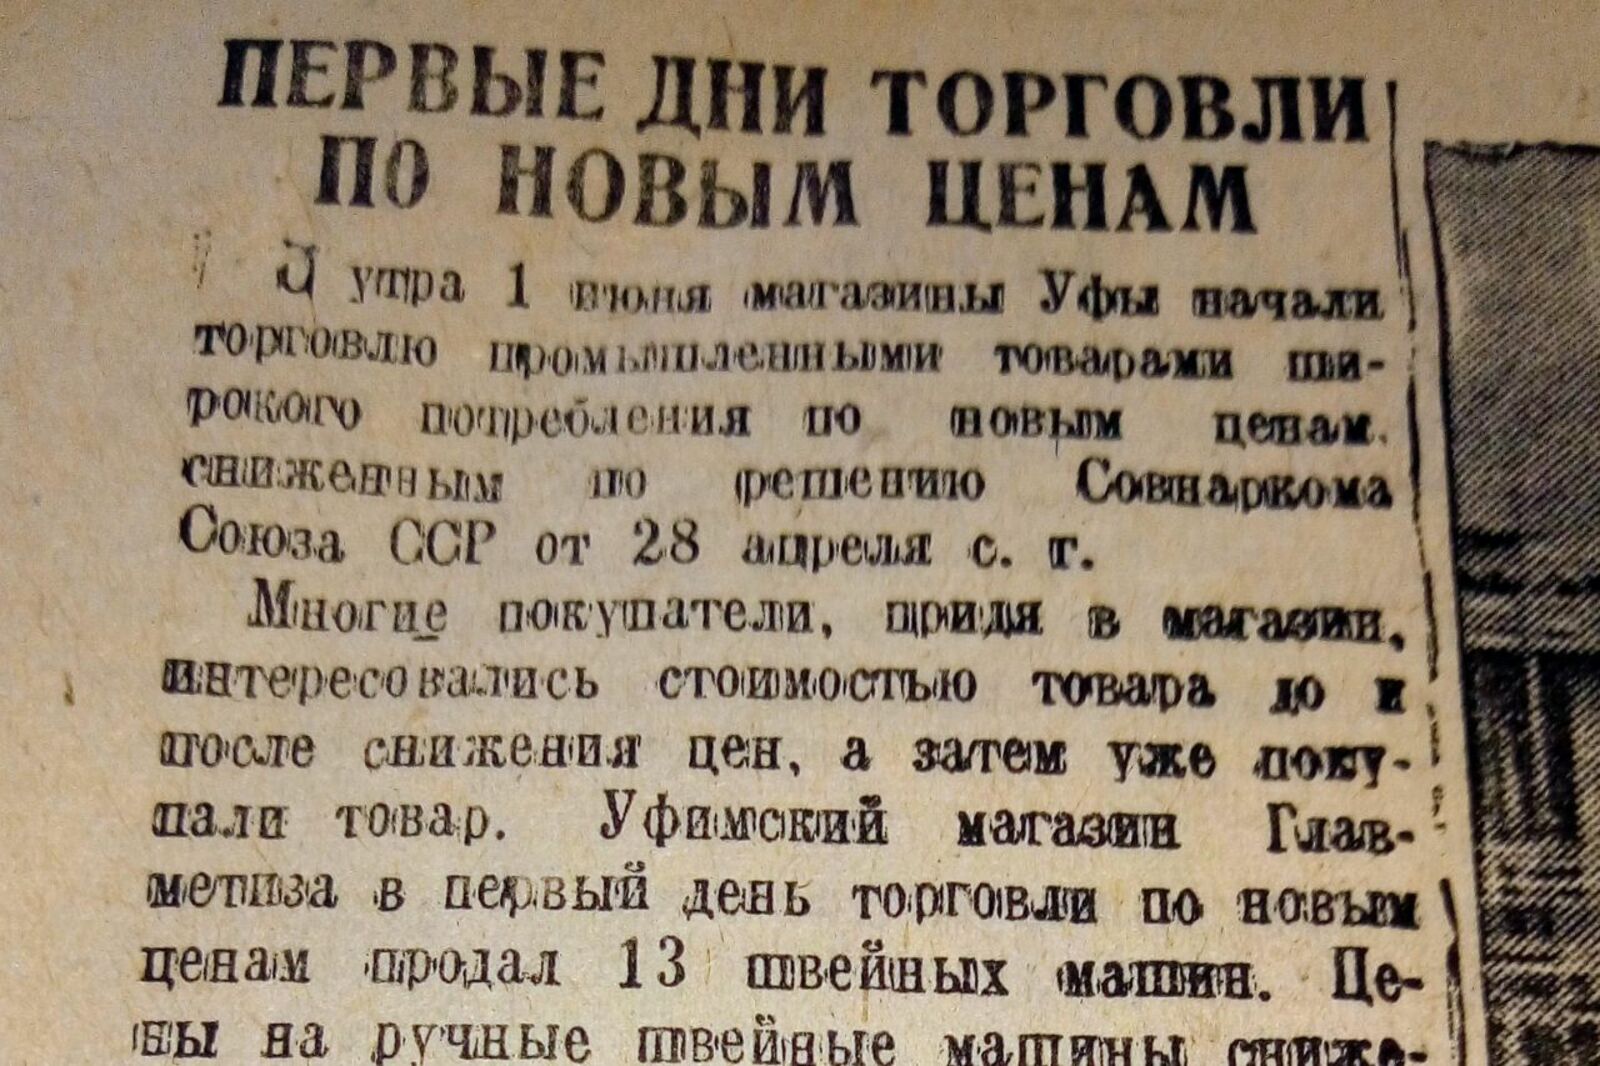 ПЕРВЫЕ ДНИ ТОРГОВЛИ
ПО НОВЫМ ЦЕНАМ
С утра 1 июня магазины Уфы начали
торговлю промышленными товарами ши-
рокого потребления по новым ценам,
сниженным по решению Совнаркома
Союза ССР от 28 апреля с. г.
Многие покупатели, придя в магазин,
интересовались стоимостью товара до и
после снижения цен, а затем уже поку-
пали товар. Уфимский магазин Глав-
метиза в первый день торговли по новым
ценам продал 13 швейных машин. Це-
ны на ручные швейные машины сниже-